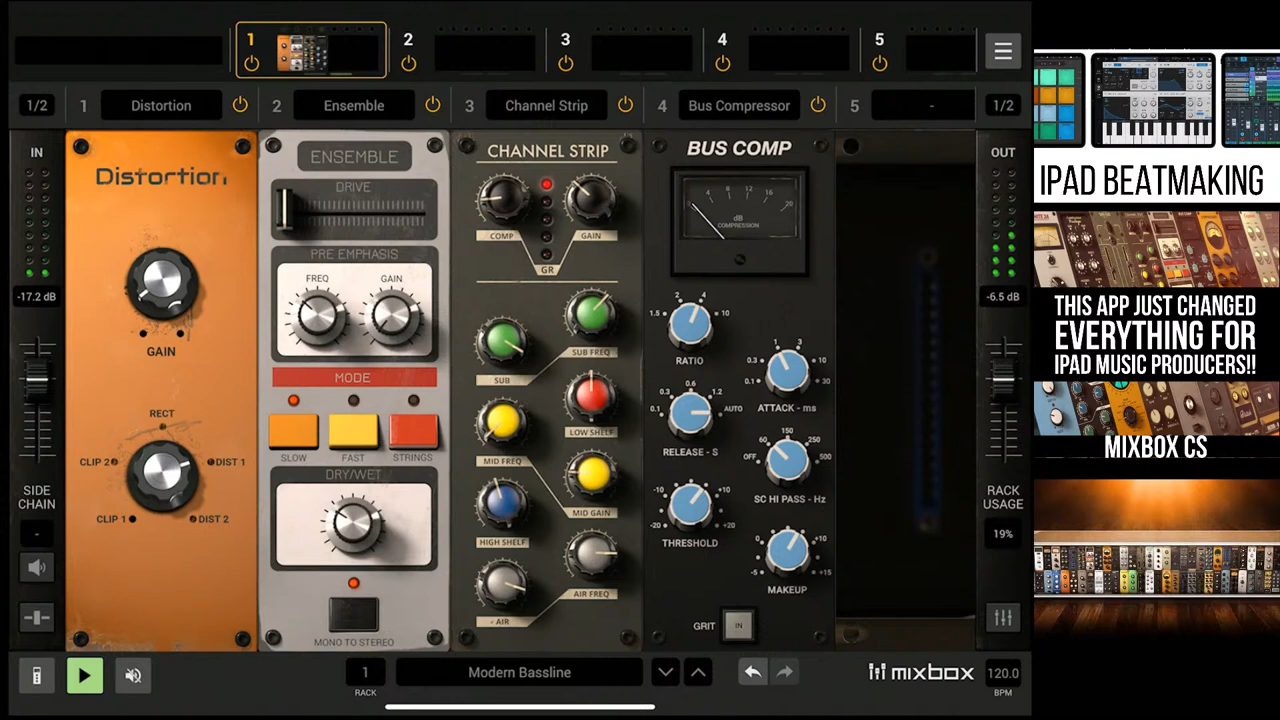 1
2
3
4
5
1/2
1
Distortion
2
Ensemble
3
Channel Strip
4
Bus Compressor
5
-
1/2
IN
-17.2 dB
SIDE
CHAIN
-
Distortion
GAIN
RECT
CLIP 2
DIST 1
CLIP 1
DIST 2
ENSEMBLE
DRIVE
PRE EMPHASIS
FREQ
GAIN
MODE
SLOW
FAST
STRINGS
DRY/WET
MONO TO STEREO
CHANNEL STRIP
COMP
GAIN
GR
SUB FREQ
SUB
LOW SHELF
MID FREQ
MID GAIN
HIGH SHELF
AIR FREQ
AIR
BUS COMP
4 8 12 16 20
dB
COMPRESSION
2 4
1.5 10
RATIO
1 3
0.3 10
0.1 30
ATTACK - ms
0.6
0.3 1.2
0.1 AUTO
RELEASE - S
150
60 250
OFF 500
SC HI PASS - Hz
0
-10 +10
-20 +20
THRESHOLD
5
0 +10
-5 +15
MAKEUP
GRIT
IN
OUT
-6.5 dB
RACK
USAGE
19%
1
RACK
Modern Bassline
mixbox
120.0
BPM
IPAD BEATMAKING
THIS APP JUST CHANGED
EVERYTHING FOR
IPAD MUSIC PRODUCERS!!
MIXBOX CS